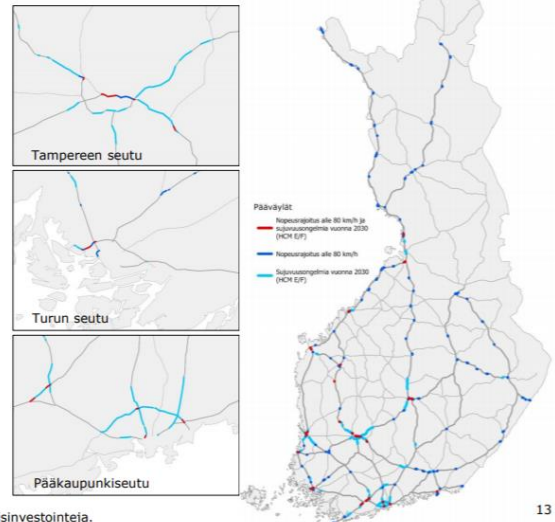 Tampereen seutu
Turun seutu
Pääkaupunkiseutu
Pääväylät
Nopeusrajoitus alle 80 km/h ja
sujuvuusongelmia vuonna 2030
(HCM E/F)
Nopeusrajoitus alle 80 km/h
Sujuvuusongelmia vuonna 2030
(HCM E/F)
isinvestointeja.
13